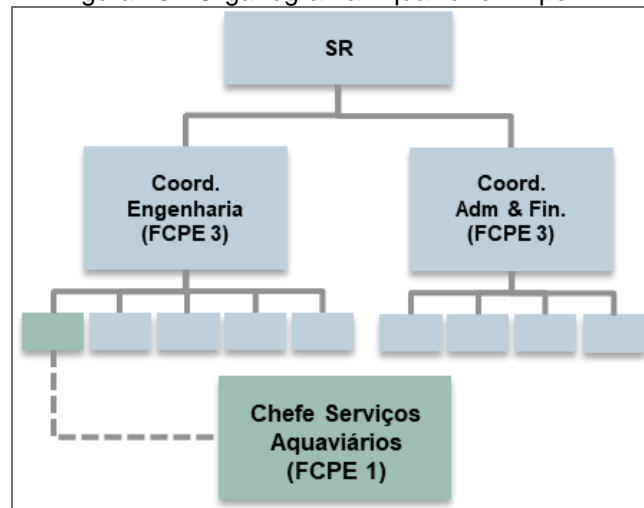 SR
Coord.
Engenharia
(FCPE 3)
Coord.
Adm & Fin.
(FCPE 3)
Chefe Serviços
Aquaviários
(FCPE 1)